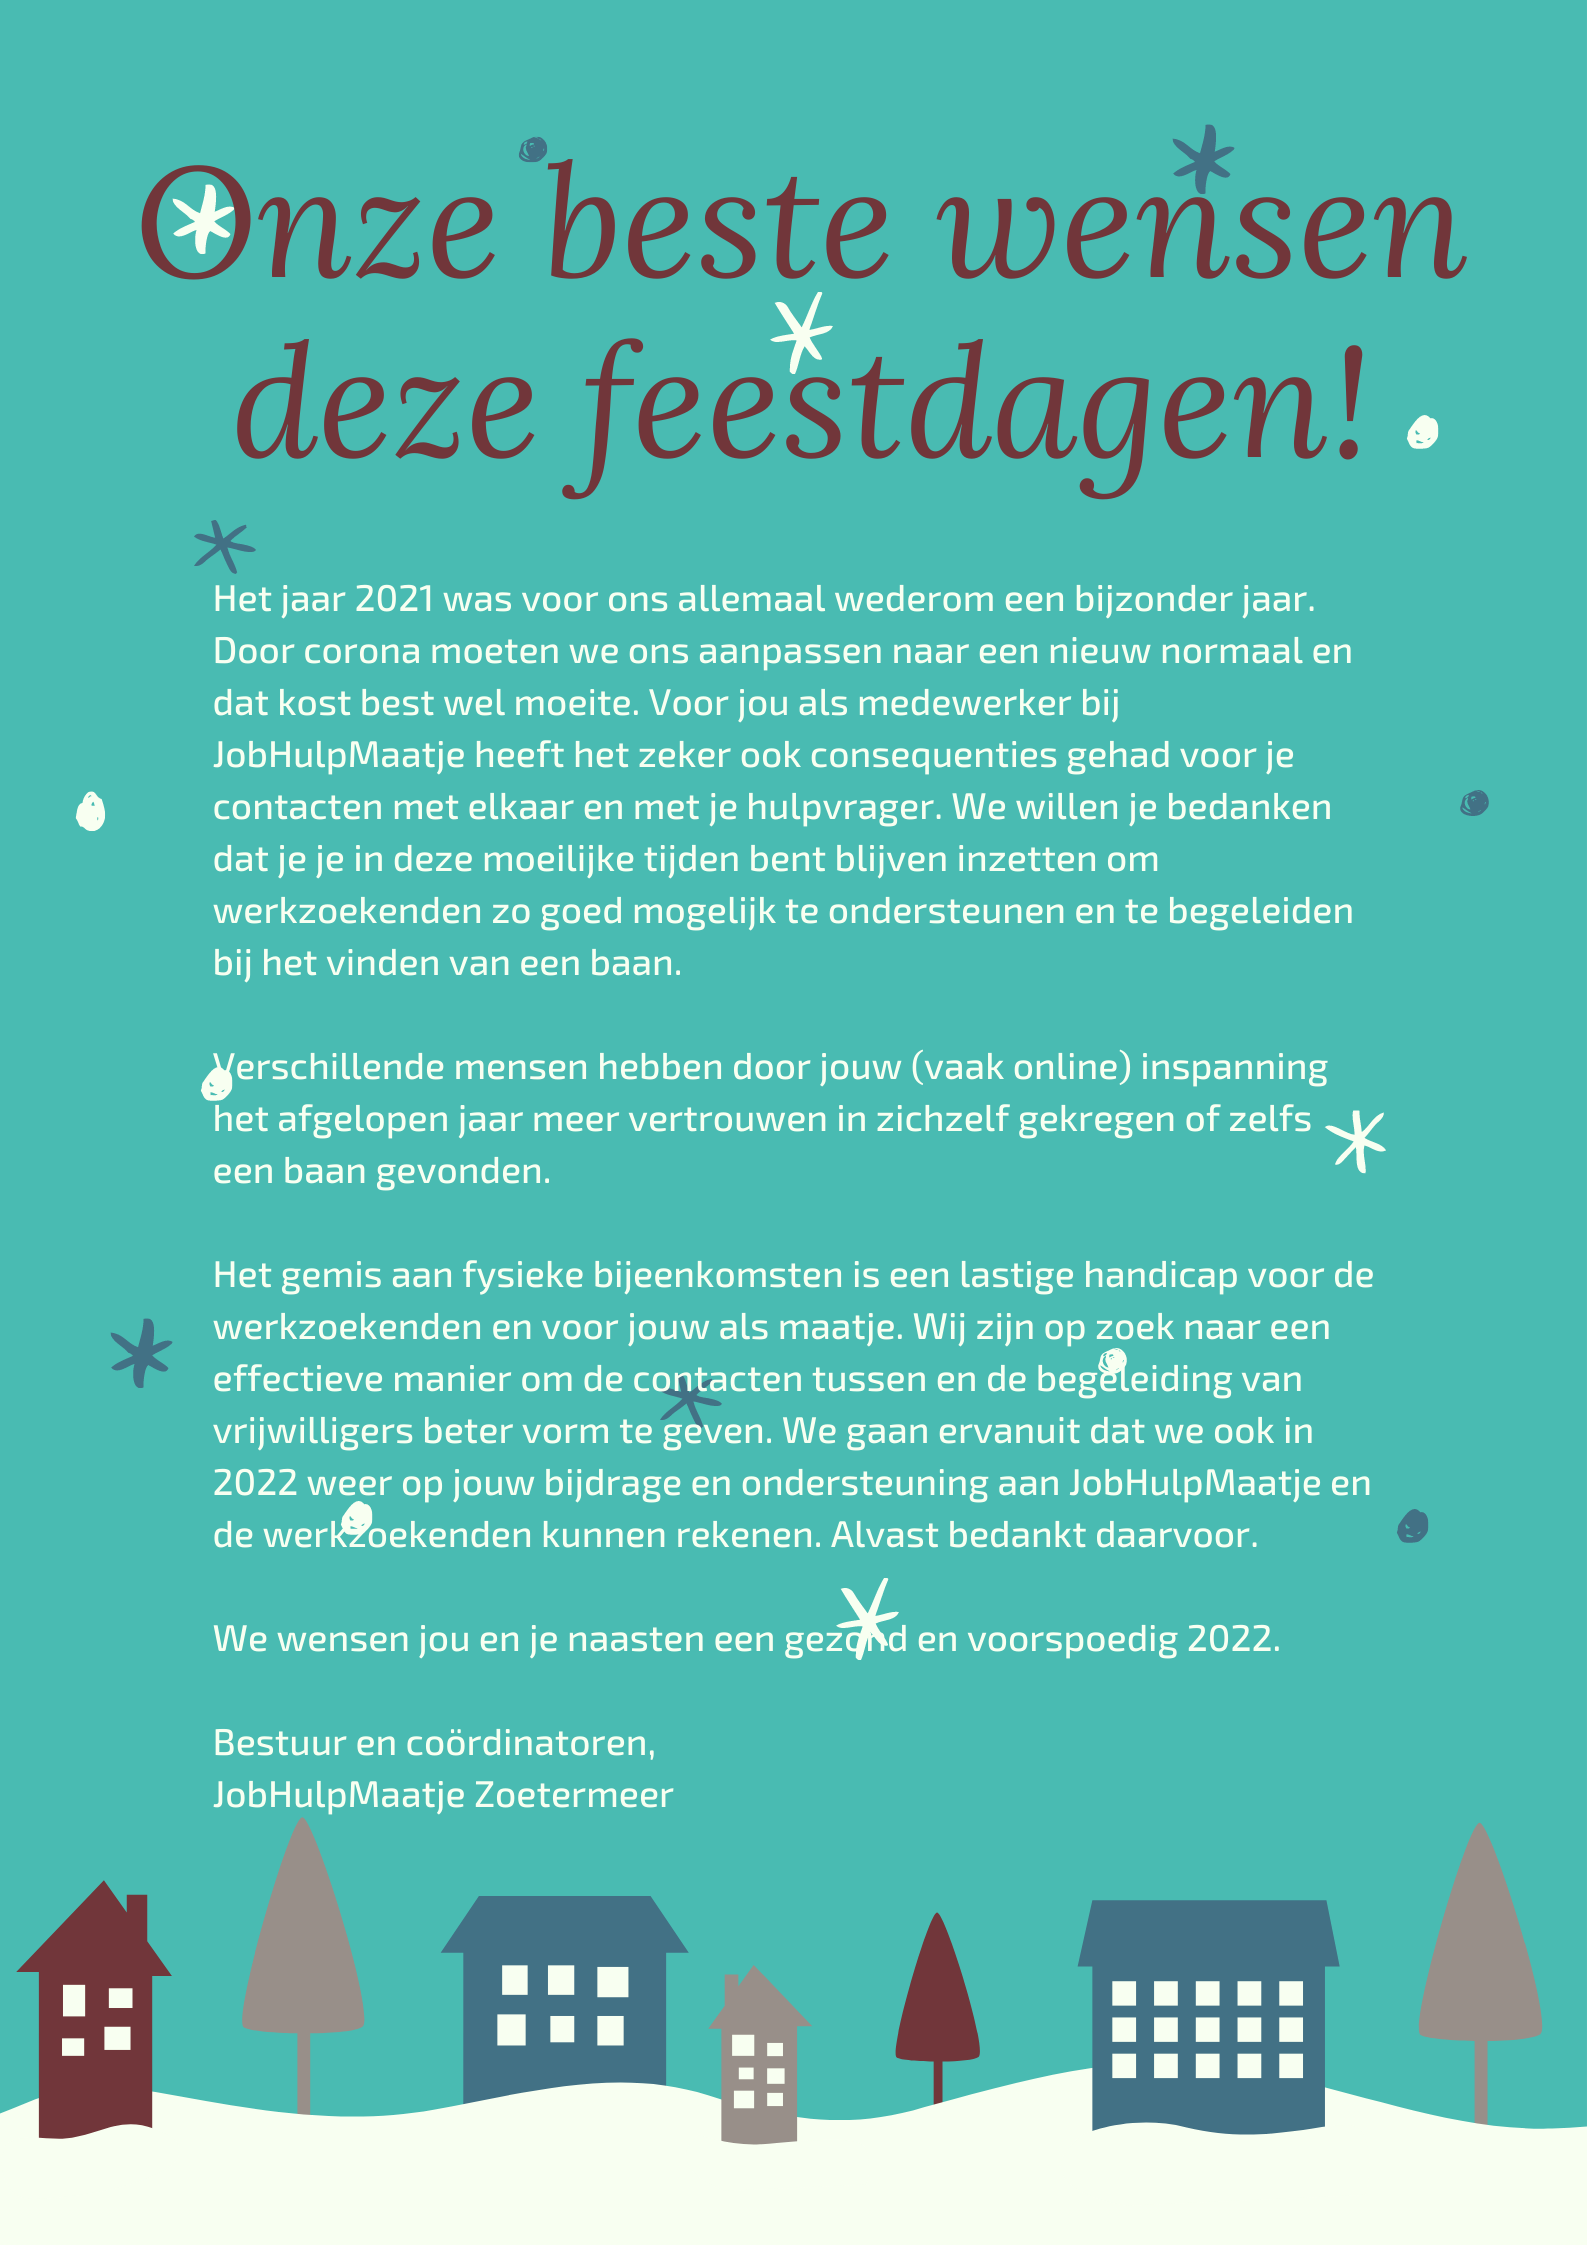 Onze beste wensen
deze feestdagen!
Het jaar 2021 was voor ons allemaal wederom een bijzonder jaar.
Door corona moeten we ons aanpassen naar een nieuw normaal en
dat kost best wel moeite. Voor jou als medewerker bij
JobHulpMaatje heeft het zeker ook consequenties gehad voor je
contacten met elkaar en met je hulpvrager. We willen je bedanken
dat je je in deze moeilijke tijden bent blijven inzetten om
werkzoekenden zo goed mogelijk te ondersteunen en te begeleiden
bij het vinden van een baan.
Verschillende mensen hebben door jouw (vaak online) inspanning
het afgelopen jaar meer vertrouwen in zichzelf gekregen of zelfs
een baan gevonden.
Het gemis aan fysieke bijeenkomsten is een lastige handicap voor de
werkzoekenden en voor jouw als maatje. Wij zijn op zoek naar een
effectieve manier om de contacten tussen en de begeleiding van
vrijwilligers beter vorm te geven. We gaan ervanuit dat we ook in
2022 weer op jouw bijdrage en ondersteuning aan JobHulpMaatje en
de werkzoekenden kunnen rekenen. Alvast bedankt daarvoor.
We wensen jou en je naasten een gezond en voorspoedig 2022.
Bestuur en coördinatoren,
JobHulpMaatje Zoetermeer